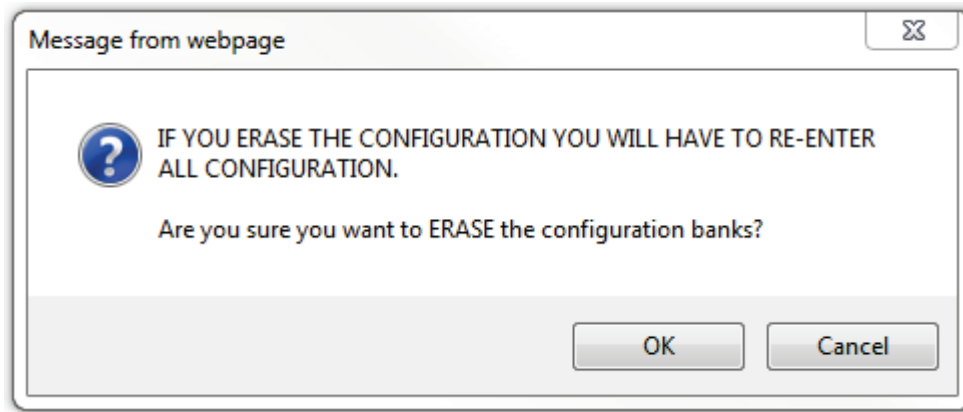 Message from webpage
IF YOU ERASE THE CONFIGURATION YOU WILL HAVE TO RE-ENTER
ALL CONFIGURATION.
Are you sure you want to ERASE the configuration banks?
OK
Cancel